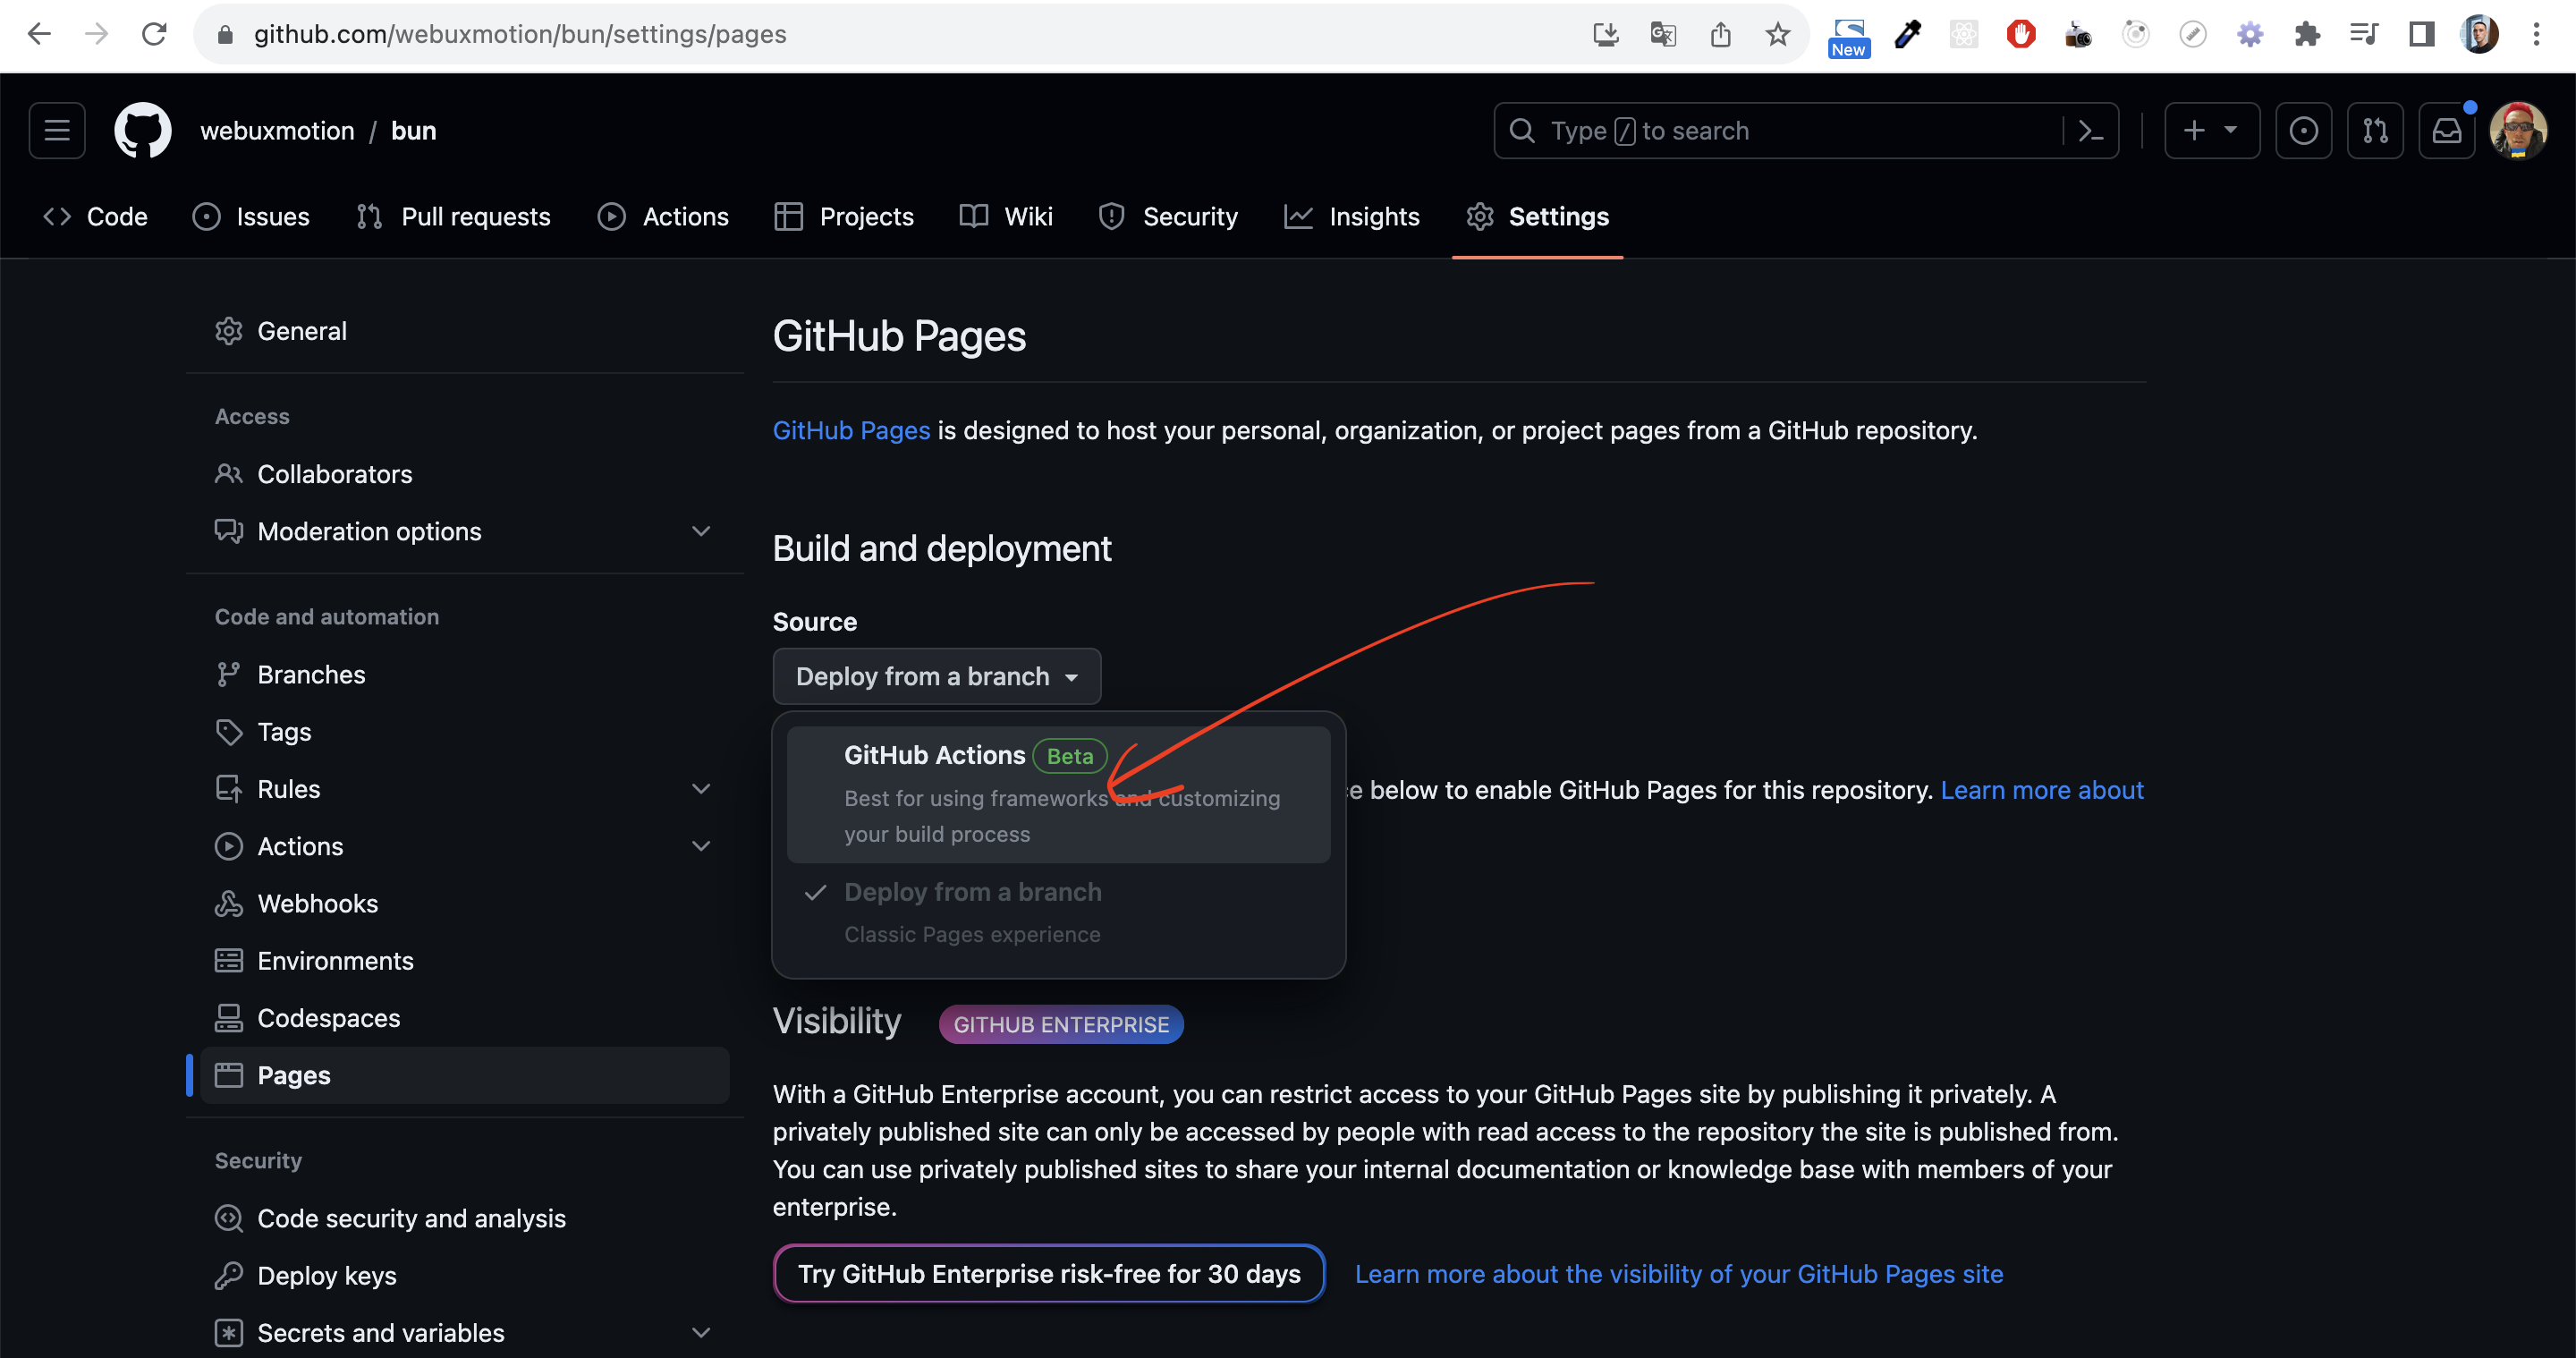 github.com/webuxmotion/bun/settings/pages
New
webuxmotion / bun
Type / to search
Code
Issues
Pull requests
Actions
Projects
Wiki
Security
Insights
Settings
General
Access
Collaborators
Moderation options
Code and automation
Branches
Tags
Rules
Actions
Webhooks
Environments
Codespaces
Pages
Security
Code security and analysis
Deploy keys
Secrets and variables
GitHub Pages
GitHub Pages is designed to host your personal, organization, or project pages from a GitHub repository.
Build and deployment
Source
Deploy from a branch
GitHub Actions Beta
Best for using frameworks and customizing
your build process
Deploy from a branch
Classic Pages experience
below to enable GitHub Pages for this repository. Learn more about
Visibility
GITHUB ENTERPRISE
With a GitHub Enterprise account, you can restrict access to your GitHub Pages site by publishing it privately. A
privately published site can only be accessed by people with read access to the repository the site is published from.
You can use privately published sites to share your internal documentation or knowledge base with members of your
enterprise.
Try GitHub Enterprise risk-free for 30 days
Learn more about the visibility of your GitHub Pages site